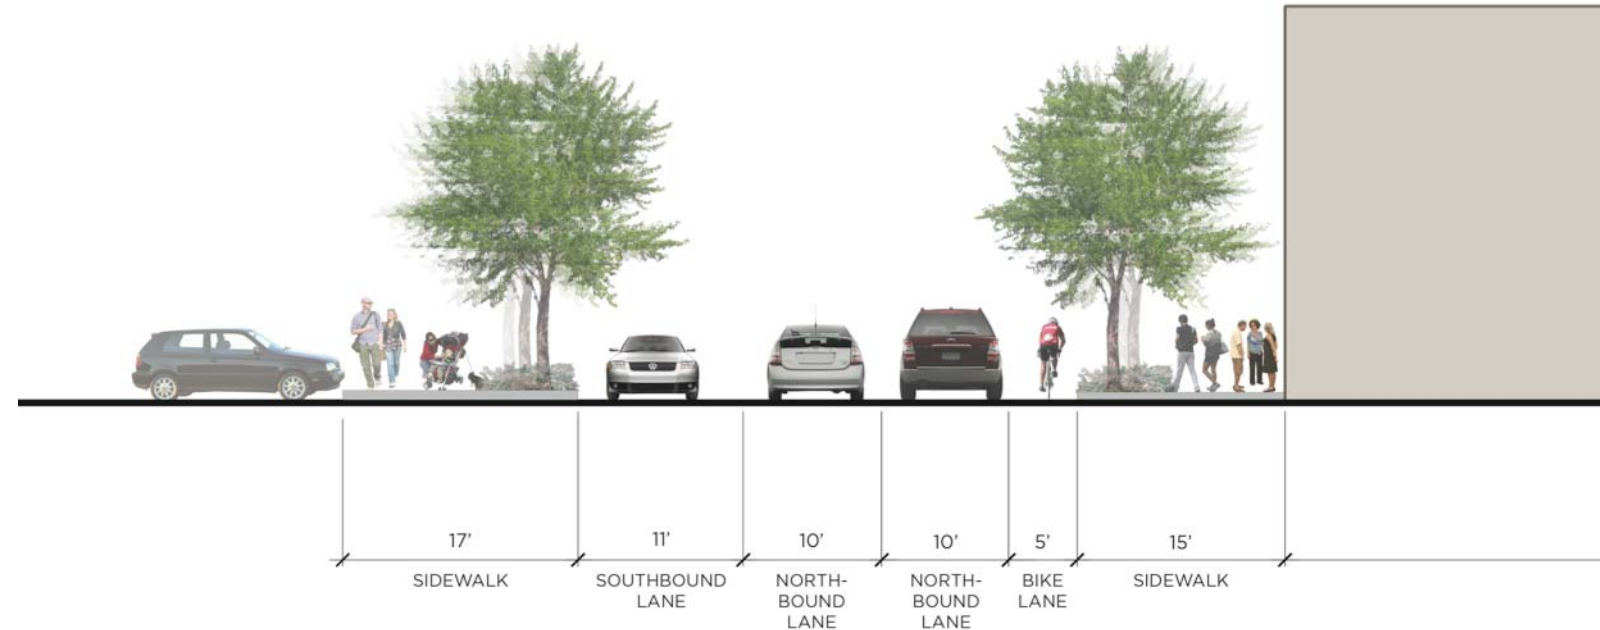 17’
11’
10’
10’
5’
15’
SIDEWALK
SOUTHBOUND
LANE
NORTH-
BOUND
LANE
NORTH-
BOUND
LANE
BIKE
LANE
SIDEWALK